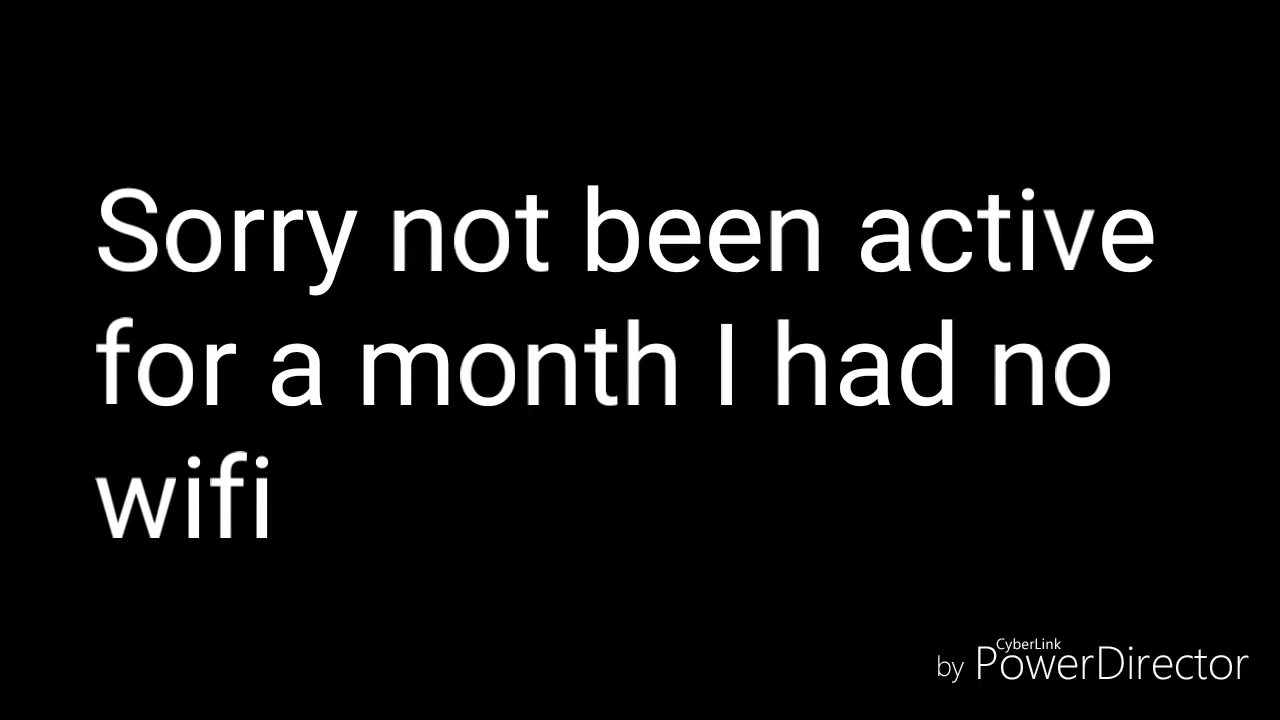 Sorry not been active
for a month I had no
wifi
by CyberLink PowerDirector